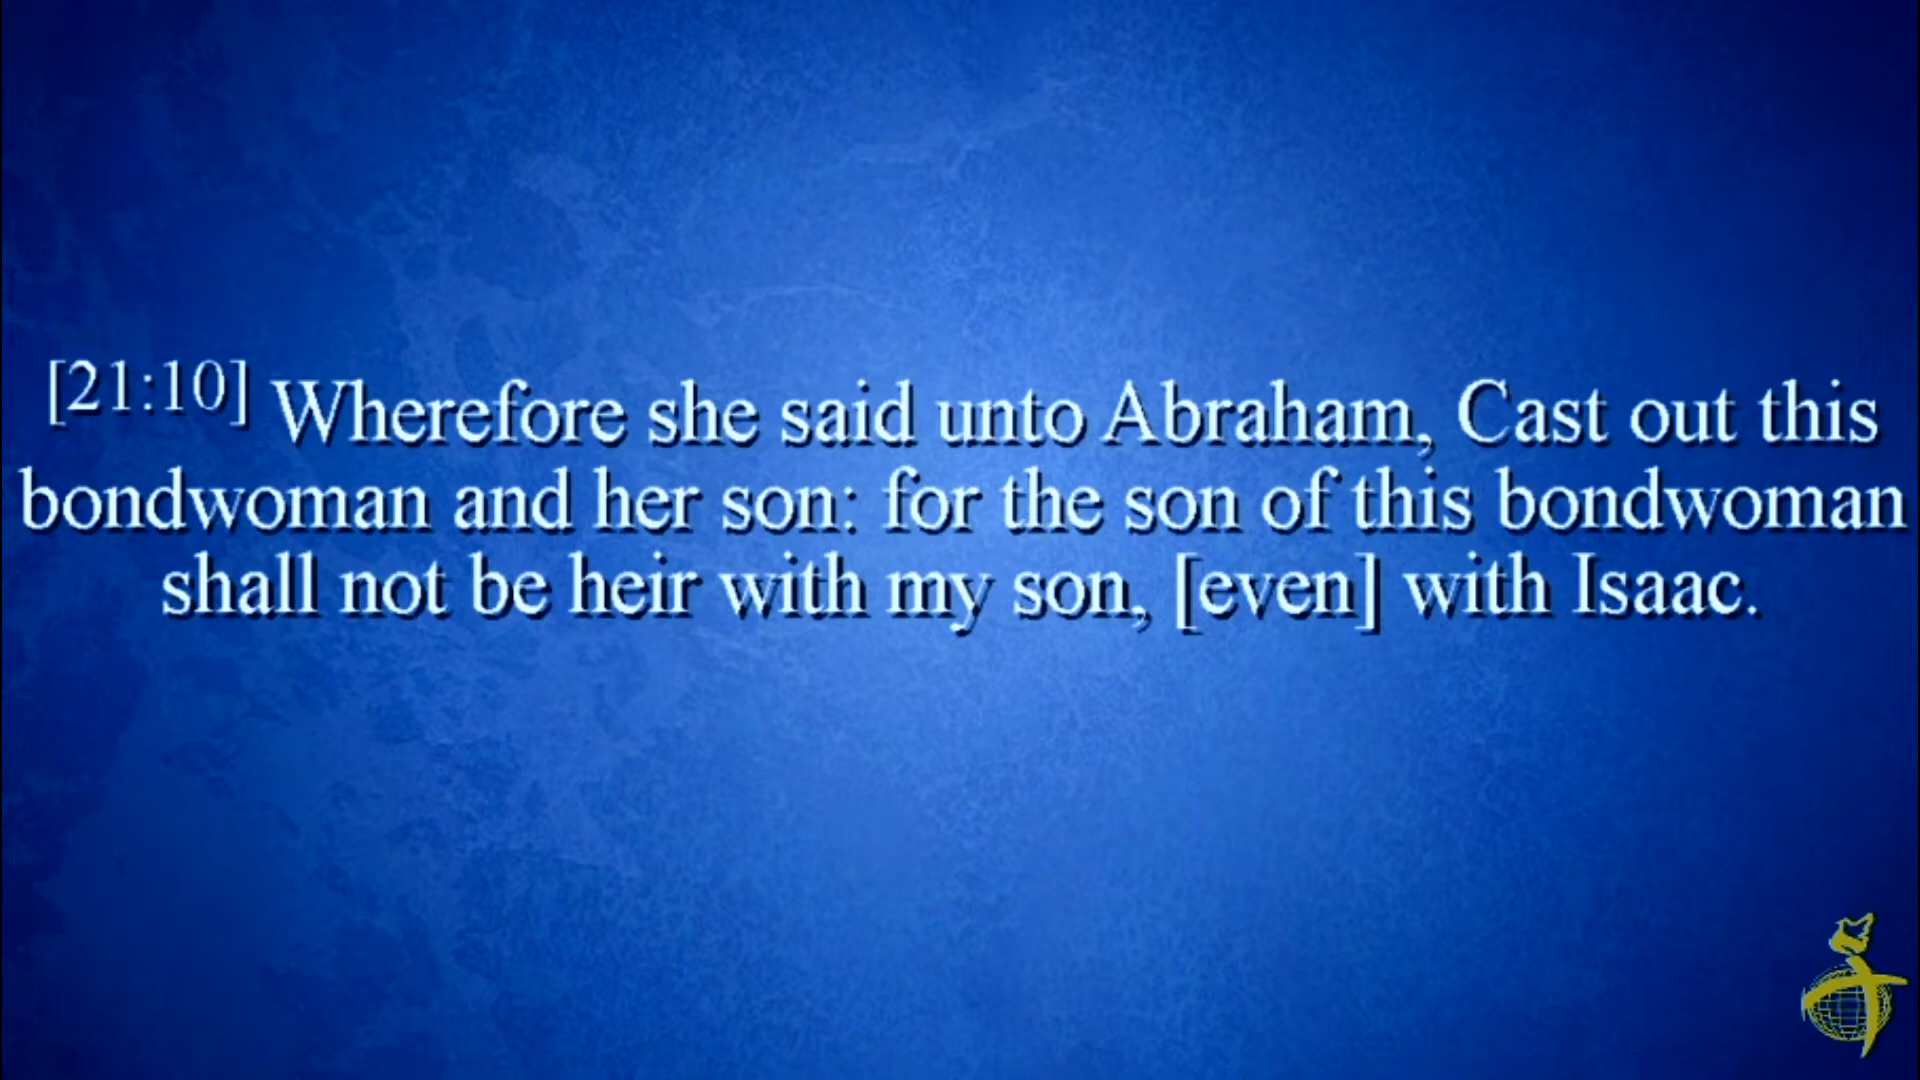 [21:10] Wherefore she said unto Abraham, Cast out this
bondwoman and her son: for the son of this bondwoman
shall not be heir with my son, [even] with Isaac.